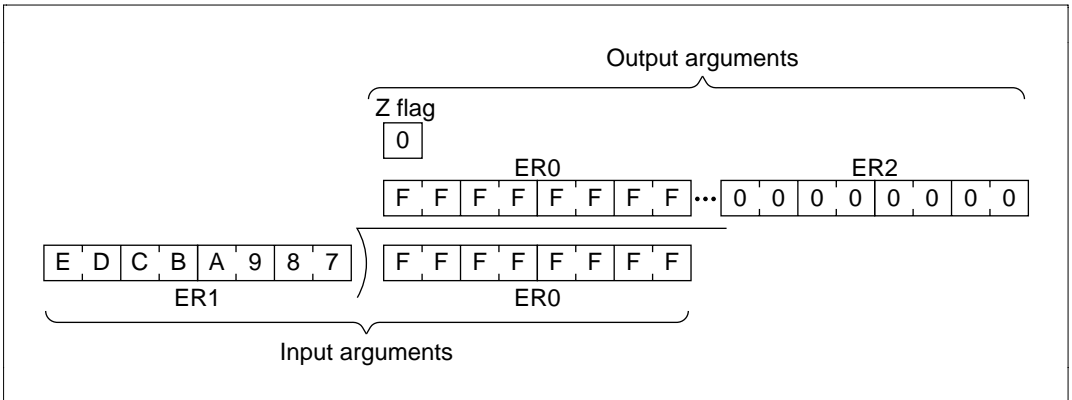 Output arguments
Z flag
0
ER0 ER2
F F F F F F F F ... 0 0 0 0 0 0 0 0
E D C B A 9 8 7 ) F F F F F F F F
ER1 ER0
Input arguments